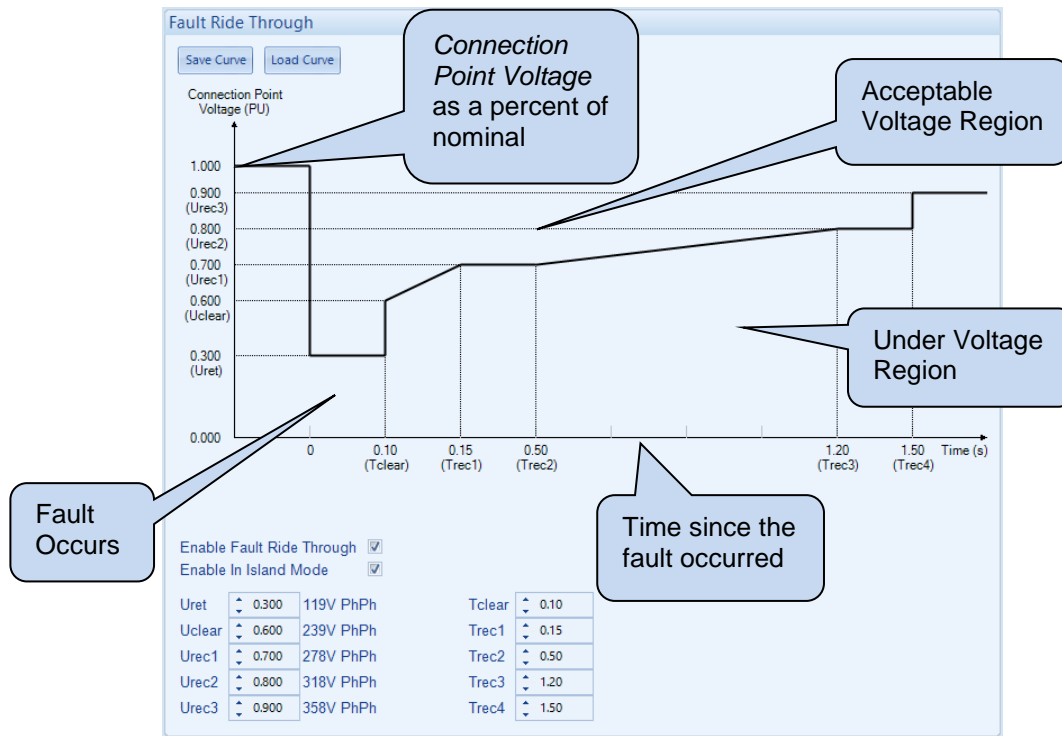 Fault Ride Through
Save Curve
Load Curve
Connection Point
Voltage (PU)
Connection
Point Voltage
as a percent of
nominal
Acceptable
Voltage Region
1.000
0.900
(Urec3)
0.800
(Urec2)
0.700
(Urec1)
0.600
(Uclear)
0.300
(Uret)
0.000
Under Voltage
Region
0
0.10
(Tclear)
0.15
(Trec1)
0.50
(Trec2)
1.20
(Trec3)
1.50
(Trec4)
Time (s)
Fault
Occurs
Time since the
fault occurred
Enable Fault Ride Through
Enable In Island Mode
Uret 0.300 119V PhPh Tclear 0.10
Uclear 0.600 239V PhPh Trec1 0.15
Urec1 0.700 278V PhPh Trec2 0.50
Urec2 0.800 318V PhPh Trec3 1.20
Urec3 0.900 358V PhPh Trec4 1.50